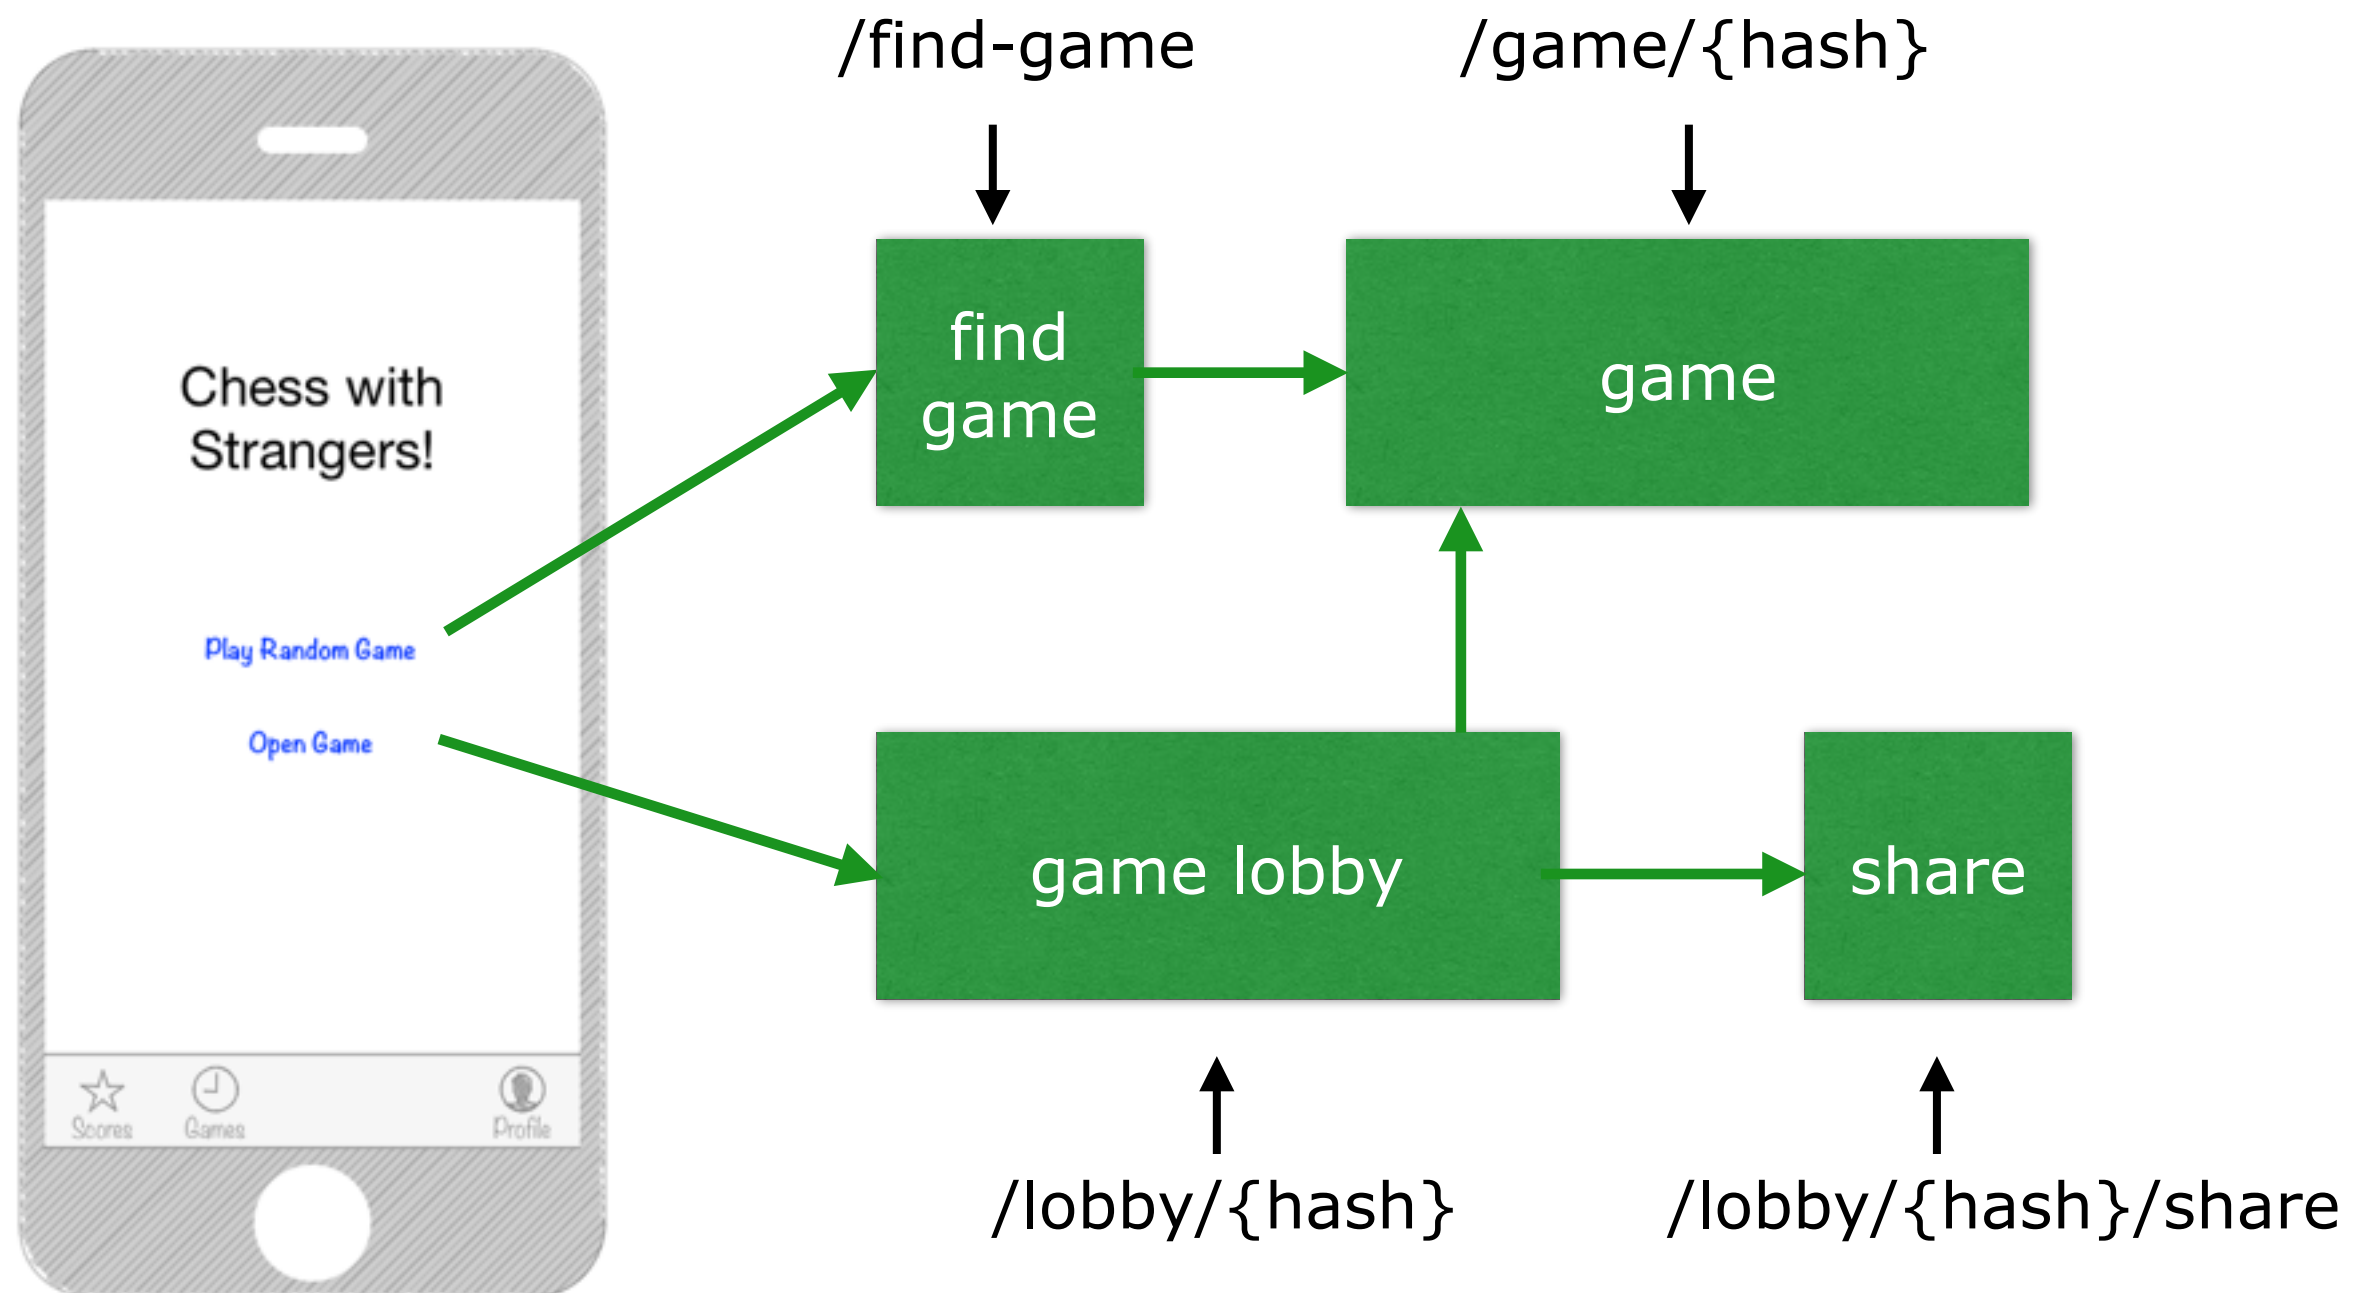 /find-game
/game/{hash}
Chess with
Strangers!
find
game
game
Play Random Game
Open Game
game lobby
share
Scores
Games
Profile
/lobby/{hash}
/lobby/{hash}/share